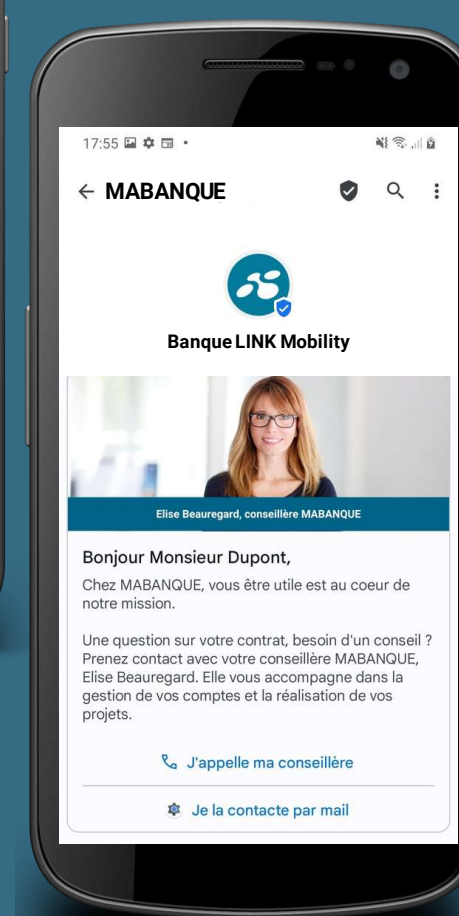 17:55
MABANQUE
Banque LINK Mobility
Elise Beauregard, conseillère MABANQUE
Bonjour Monsieur Dupont,
Chez MABANQUE, vous être utile est au coeur de
notre mission.
Une question sur votre contrat, besoin d'un conseil ?
Prenez contact avec votre conseillère MABANQUE,
Elise Beauregard. Elle vous accompagne dans la
gestion de vos comptes et la réalisation de vos
projets.
J'appelle ma conseillère
Je la contacte par mail